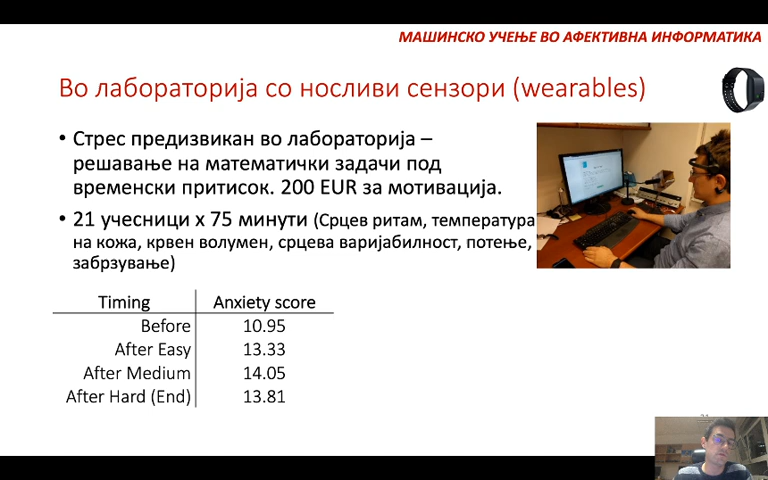 МАШИНСКО УЧЕЊЕ ВО АФЕКТИВНА ИНФОРМАТИКА
Во лабораторија со носливи сензори (wearables)
• Стрес предизвикан во лабораторија –
решавање на математички задачи под
временски притисок. 200 EUR за мотивација.
• 21 учесници x 75 минути (Срцев ритам, температура
на кожа, крвен волумен, срцева варијабилност, потење,
забрзување)
Timing Anxiety score
Before 10.95
After Easy 13.33
After Medium 14.05
After Hard (End) 13.81